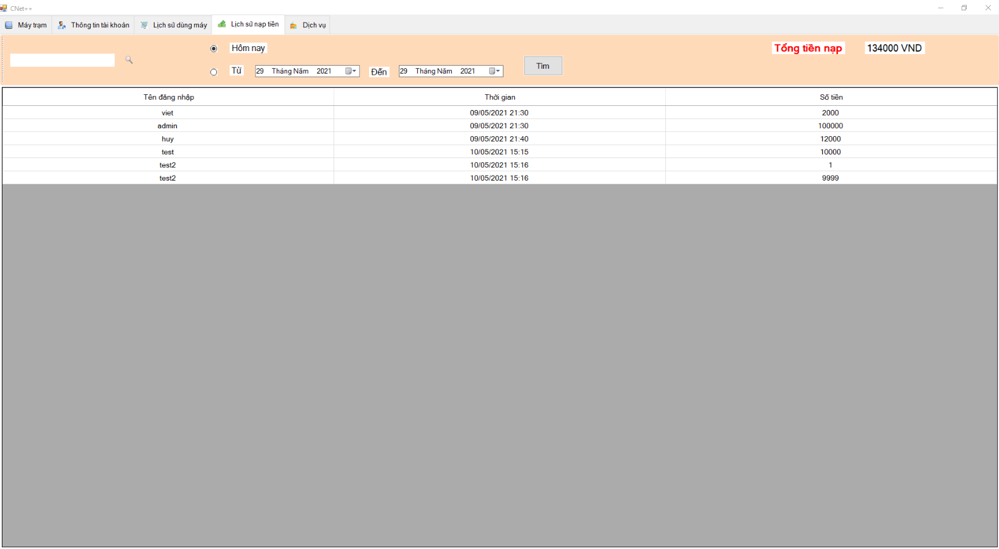 CNet++
Máy trạm Thông tin tài khoản Lịch sử dùng máy Lịch sử nạp tiền Dịch vụ
Hôm nay Tổng tiền nạp 134000 VND
Từ 29 Tháng Năm 2021 Đến 29 Tháng Năm 2021 Tìm
Tên đăng nhập Thời gian Số tiền
viet 09/05/2021 21:30 2000
admin 09/05/2021 21:30 100000
huy 09/05/2021 21:40 12000
test 10/05/2021 15:15 10000
test2 10/05/2021 15:16 1
test2 10/05/2021 15:16 9999